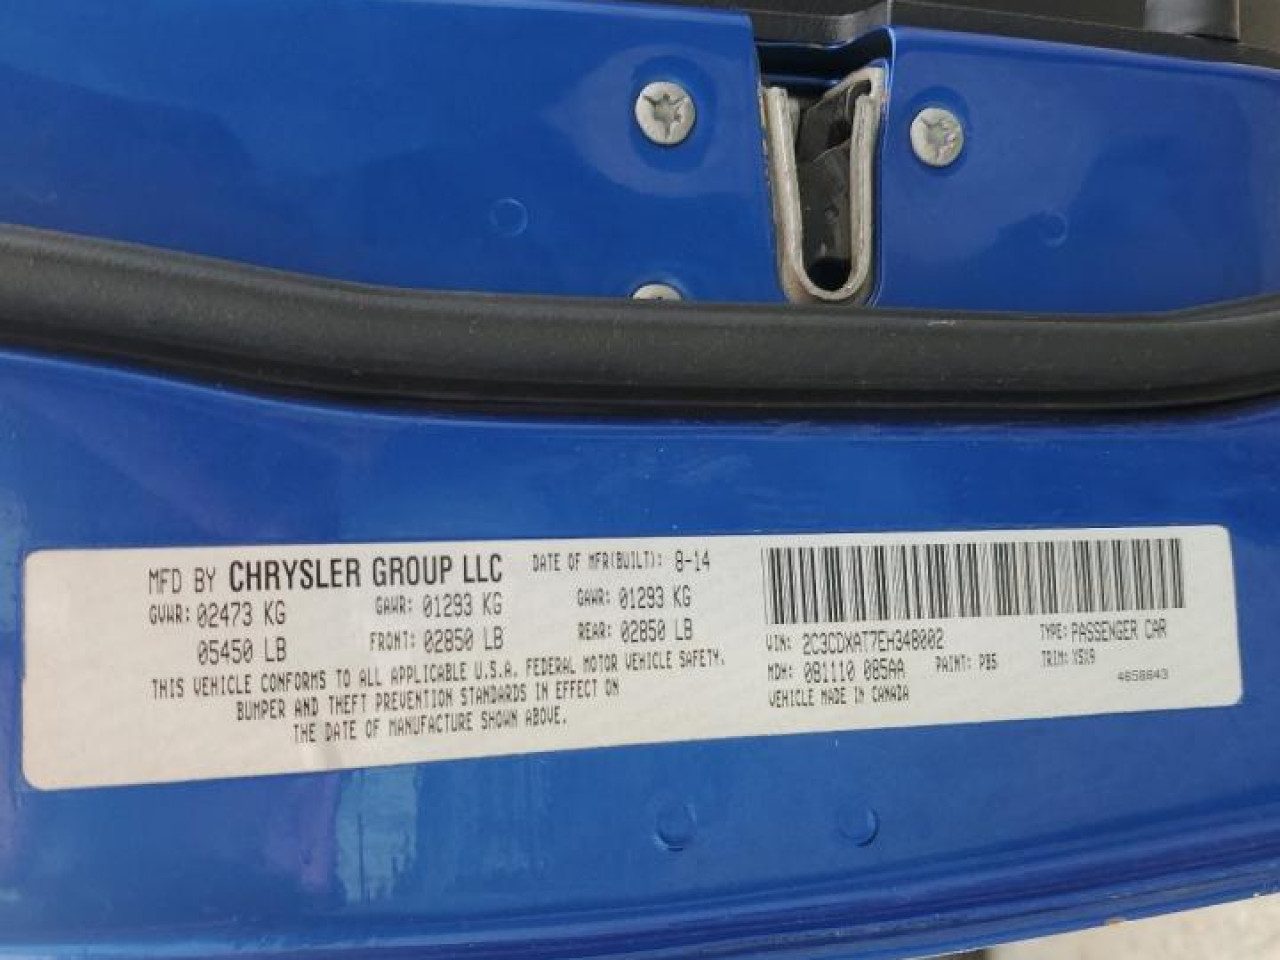 MFD BY CHRYSLER GROUP LLC DATE OF MFR(BUILT): 8-14
GVWR: 02473 KG GAWR: 01293 KG GAWR: 01293 KG
05450 LB FRONT: 02850 LB REAR: 02850 LB
THIS VEHICLE CONFORMS TO ALL APPLICABLE U.S.A. FEDERAL MOTOR VEHICLE SAFETY,
BUMPER AND THEFT PREVENTION STANDARDS IN EFFECT ON
THE DATE OF MANUFACTURE SHOWN ABOVE.
VIN: 2C3CDXAT7EH348002 TYPE: PASSENGER CAR
MDH: 081110 085AA PAINT: PB5 TRIM: X5X9
VEHICLE MADE IN CANADA 4658643